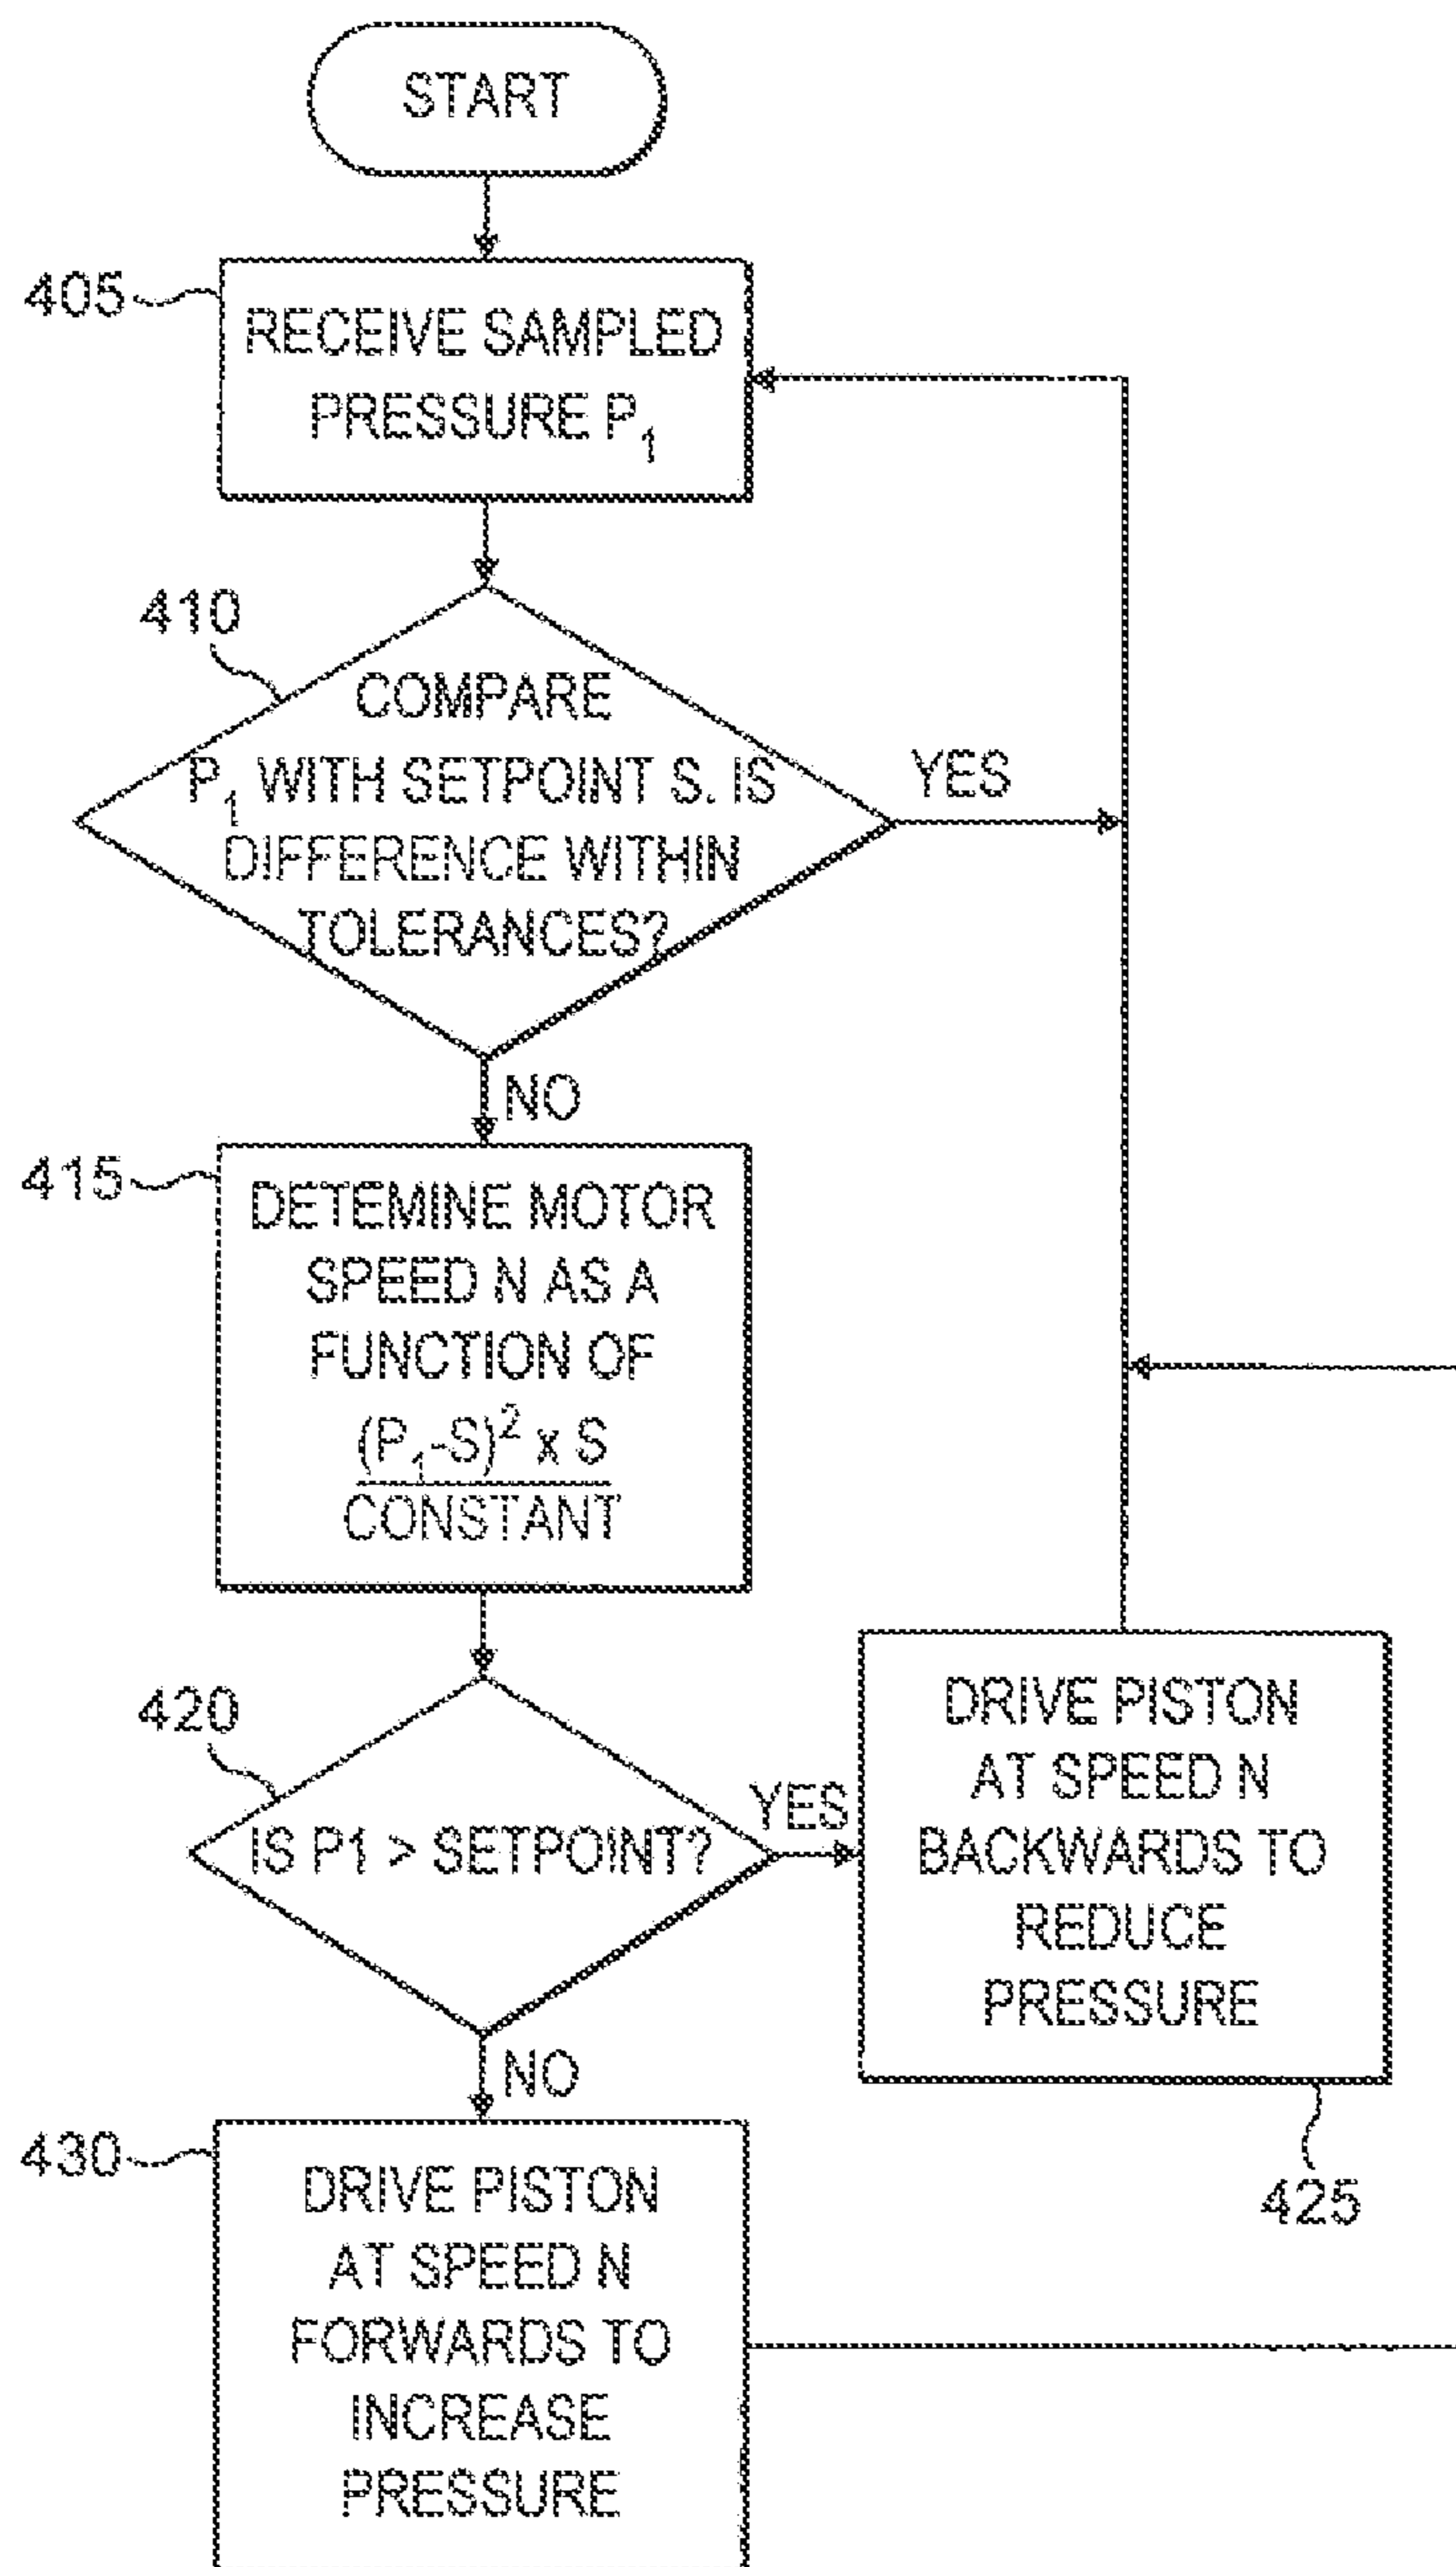 START
405
RECEIVE SAMPLED
PRESSURE P₁
410
COMPARE
P₁ WITH SETPOINT S. IS
DIFFERENCE WITHIN
TOLERANCES?
YES
NO
415
DETEMINE MOTOR
SPEED N AS A
FUNCTION OF
(P₁-S)² x S
CONSTANT
420
IS P1 > SETPOINT?
YES
DRIVE PISTON
AT SPEED N
BACKWARDS TO
REDUCE
PRESSURE
425
NO
430
DRIVE PISTON
AT SPEED N
FORWARDS TO
INCREASE
PRESSURE